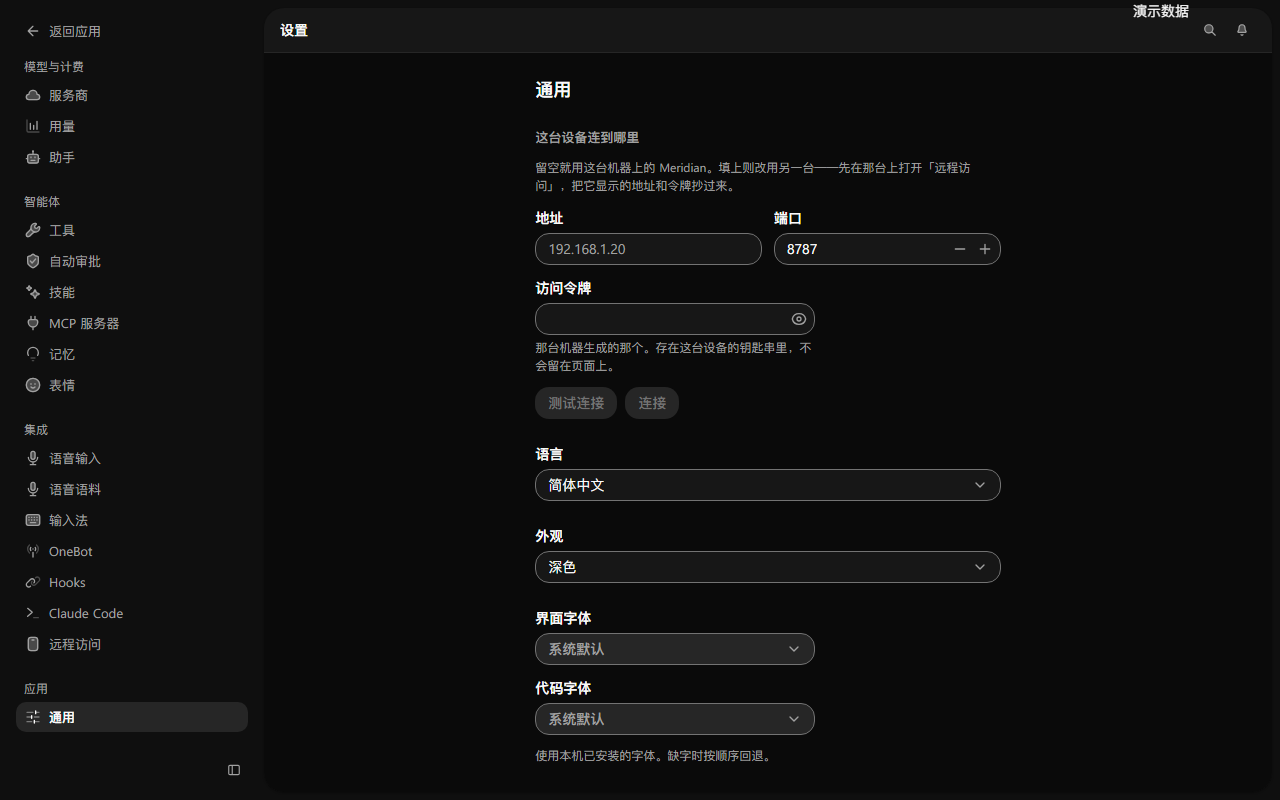 返回应用
模型与计费
服务商
用量
助手
智能体
工具
自动审批
技能
MCP 服务器
记忆
表情
集成
语音输入
语音语料
输入法
OneBot
Hooks
Claude Code
远程访问
应用
通用
设置
演示数据
通用
这台设备连到哪里
留空就用这台机器上的 Meridian。填上则改用另一台——先在那台上打开「远程访
问」，把它显示的地址和令牌抄过来。
地址
端口
192.168.1.20
8787
访问令牌
那台机器生成的那个。存在这台设备的钥匙串里，不
会留在页面上。
测试连接
连接
语言
简体中文
外观
深色
界面字体
系统默认
代码字体
系统默认
使用本机已安装的字体。缺字时按顺序回退。